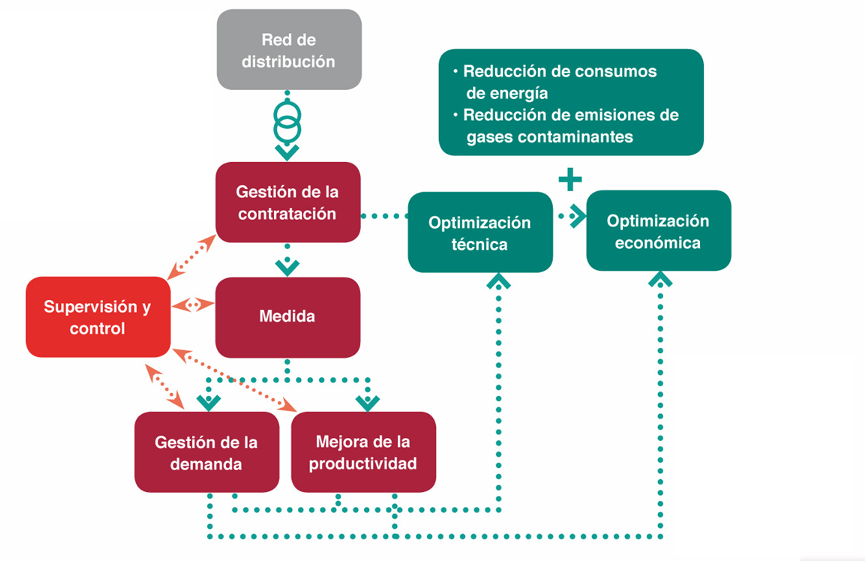 Red de
distribución
· Reducción de consumos
de energía
· Reducción de emisiones de
gases contaminantes
+
Gestión de la
contratación
Optimización
técnica
Optimización
económica
Supervisión y
control
Medida
Gestión de la
demanda
Mejora de la
productividad